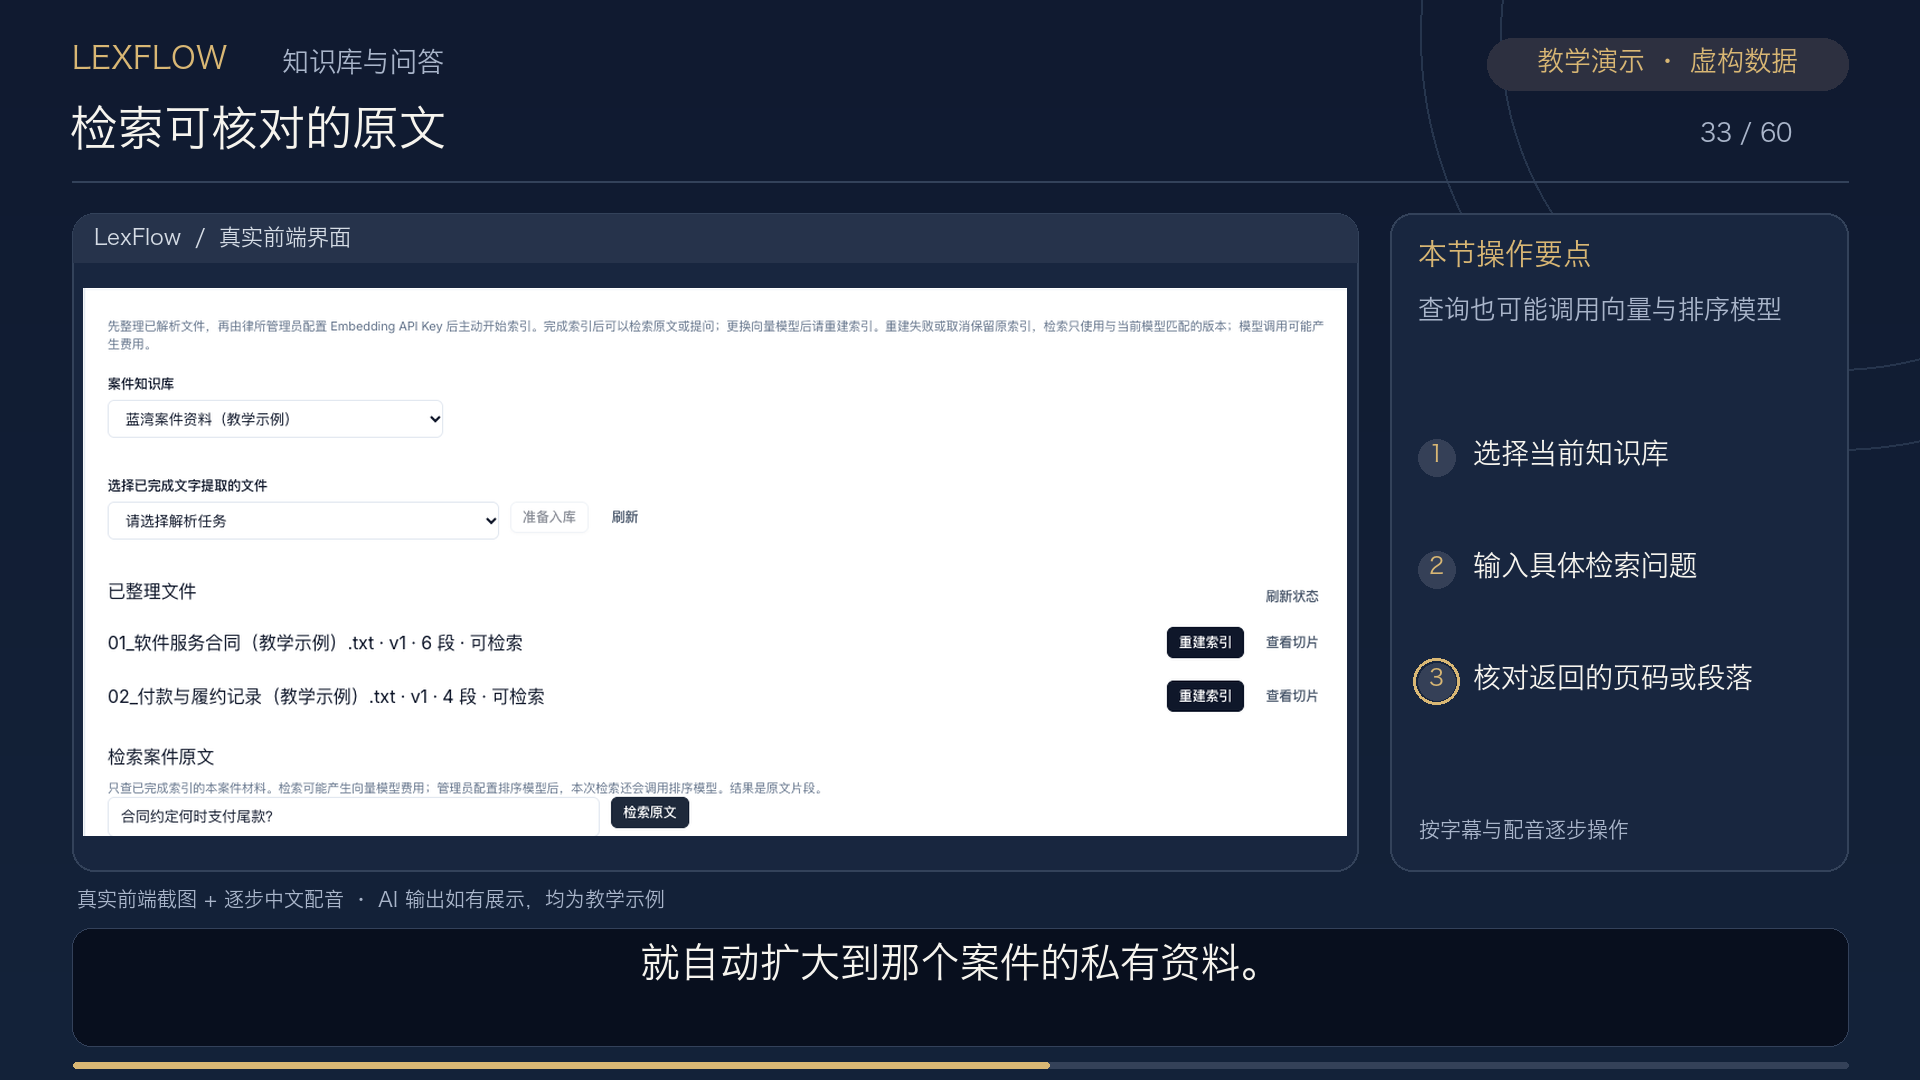 LEXFLOW 知识库与问答
教学演示 · 虚构数据
检索可核对的原文
33 / 60
LexFlow / 真实前端界面
先整理已解析文件，再由律所管理员配置 Embedding API Key 后主动开始索引。完成索引后可以检索原文或提问；更换向量模型后请重建索引。重建失败或取消保留原索引，检索只使用与当前模型匹配的版本；模型调用可能产
生费用。
案件知识库
蓝湾案件资料（教学示例）
选择已完成文字提取的文件
请选择解析任务 准备入库 刷新
已整理文件 刷新状态
01_软件服务合同（教学示例）.txt · v1 · 6 段 · 可检索 重建索引 查看切片
02_付款与履约记录（教学示例）.txt · v1 · 4 段 · 可检索 重建索引 查看切片
检索案件原文
只查已完成索引的本案件材料。检索可能产生向量模型费用；管理员配置排序模型后，本次检索还会调用排序模型。结果是原文片段。
合同约定何时支付尾款? 检索原文
本节操作要点
查询也可能调用向量与排序模型
1 选择当前知识库
2 输入具体检索问题
3 核对返回的页码或段落
按字幕与配音逐步操作
真实前端截图 + 逐步中文配音 · AI 输出如有展示，均为教学示例
就自动扩大到那个案件的私有资料。